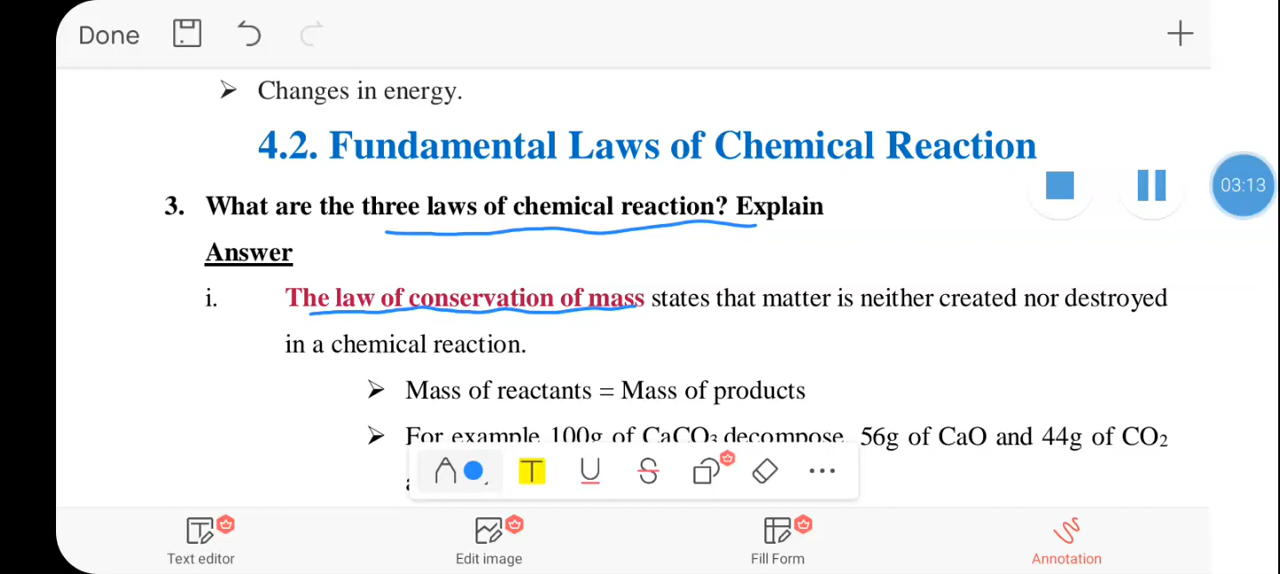 Done
➢ Changes in energy.
4.2. Fundamental Laws of Chemical Reaction
03:13
3. What are the three laws of chemical reaction? Explain
Answer
i. The law of conservation of mass states that matter is neither created nor destroyed
in a chemical reaction.
➢ Mass of reactants = Mass of products
➢ For example 100g of CaCO₃ decompose, 56g of CaO and 44g of CO₂
T U S
Text editor Edit image Fill Form Annotation